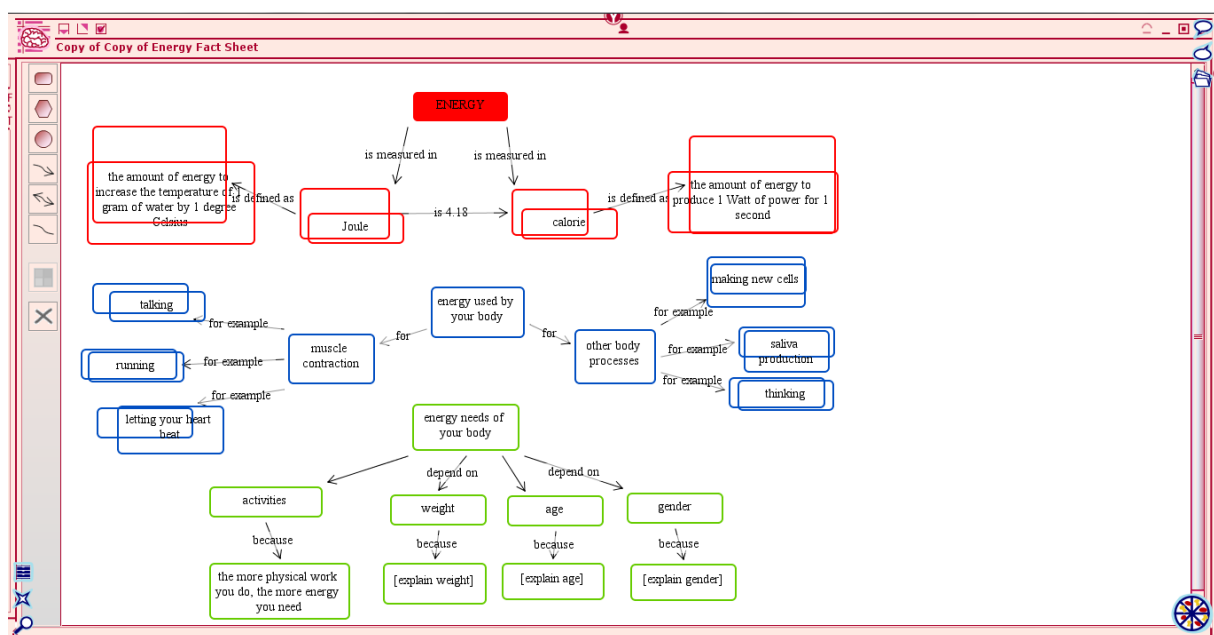 Copy of Copy of Energy Fact Sheet
ENERGY
is measured in
is measured in
the amount of energy to
increase the temperature of 1
gram of water by 1 degree
Celsius
is defined as
Joule
is 4.18
calorie
is defined as
the amount of energy to
produce 1 Watt of power for 1
second
talking
for example
running
for example
letting your heart
beat
for example
muscle
contraction
for
energy used by
your body
for
other body
processes
for example
making new cells
for example
saliva
production
for example
thinking
energy needs of
your body
depend on
depend on
activities
weight
age
gender
because
because
because
because
the more physical work
you do, the more energy
you need
[explain weight]
[explain age]
[explain gender]